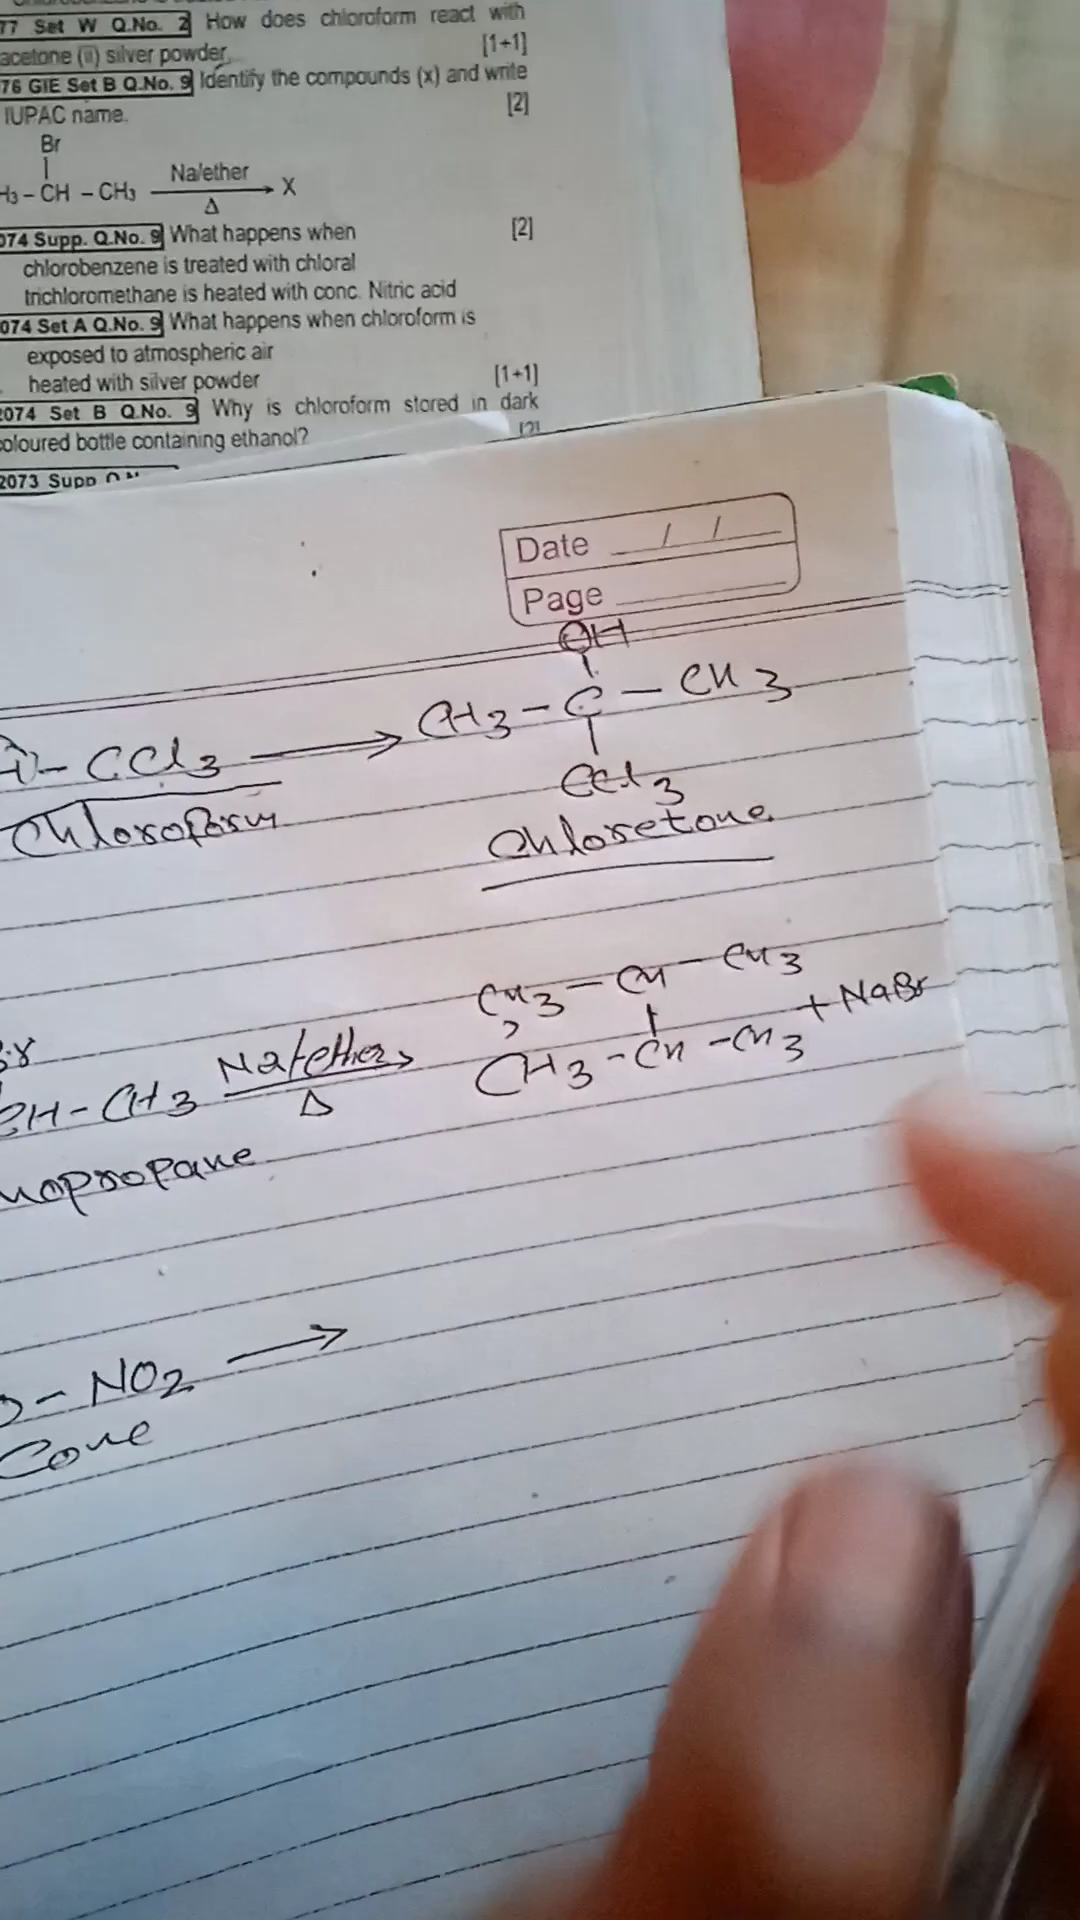 77 Set W Q.No. 2 How does chloroform react with
acetone (ii) silver powder. [1+1]
76 GIE Set B Q.No. 9 Identify the compounds (x) and write
IUPAC name. [2]
Br
H₃ – CH – CH₃ Na/ether Δ → X
074 Supp. Q.No. 9 What happens when [2]
chlorobenzene is treated with chloral
trichloromethane is heated with conc. Nitric acid
074 Set A Q.No. 9 What happens when chloroform is
exposed to atmospheric air
heated with silver powder [1+1]
2074 Set B Q.No. 9 Why is chloroform stored in dark
coloured bottle containing ethanol? [2]
2073 Supp
Date / /
Page
OH
– CCl₃ → CH₃ – C – CH₃
CCl₃
Chloroform Chloretone
CH₃ – CH – CH₃
Br
CH – CH₃ Na/ether Δ → CH₃ – CH – CH₃ + NaBr
mopropane
– NO₂ →
Conc